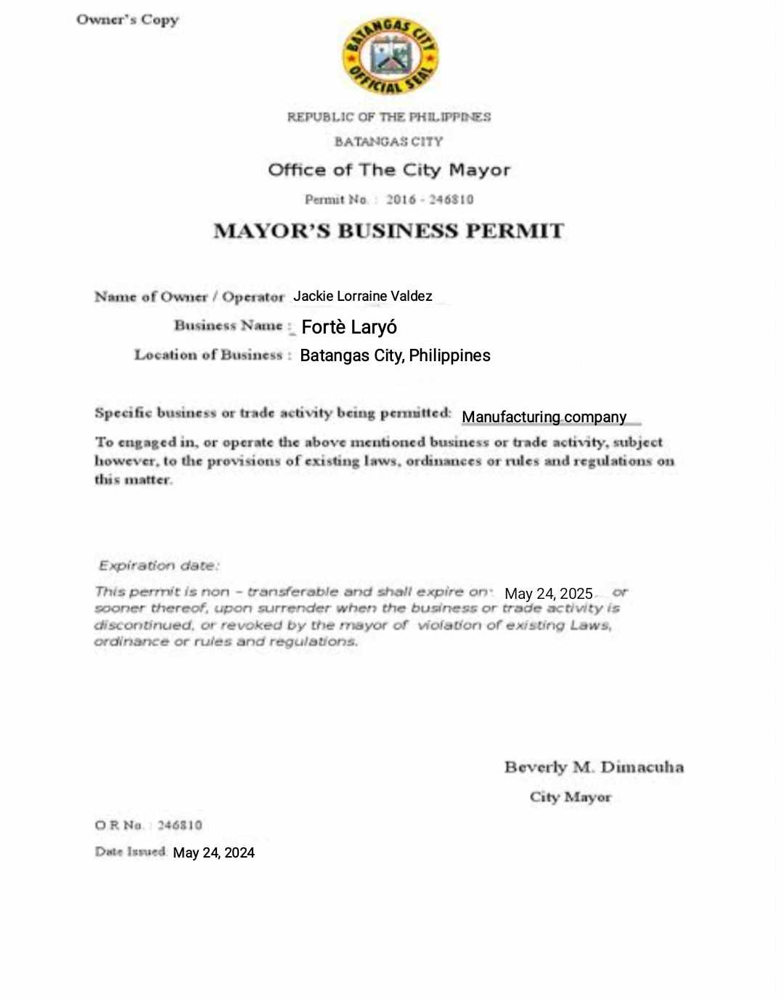 Owner's Copy
BATANGAS CITY
OFFICIAL SEAL
REPUBLIC OF THE PHILIPPINES
BATANGAS CITY
Office of The City Mayor
Permit No. : 2016 - 246810
MAYOR'S BUSINESS PERMIT
Name of Owner / Operator Jackie Lorraine Valdez
Business Name : Fortè Laryó
Location of Business : Batangas City, Philippines
Specific business or trade activity being permitted: Manufacturing company
To engaged in, or operate the above mentioned business or trade activity, subject
however, to the provisions of existing laws, ordinances or rules and regulations on
this matter.
Expiration date:
This permit is non - transferable and shall expire on: May 24, 2025 or
sooner thereof, upon surrender when the business or trade activity is
discontinued, or revoked by the mayor of violation of existing Laws,
ordinance or rules and regulations.
Beverly M. Dimacuha
City Mayor
O R No. : 246810
Date Issued May 24, 2024